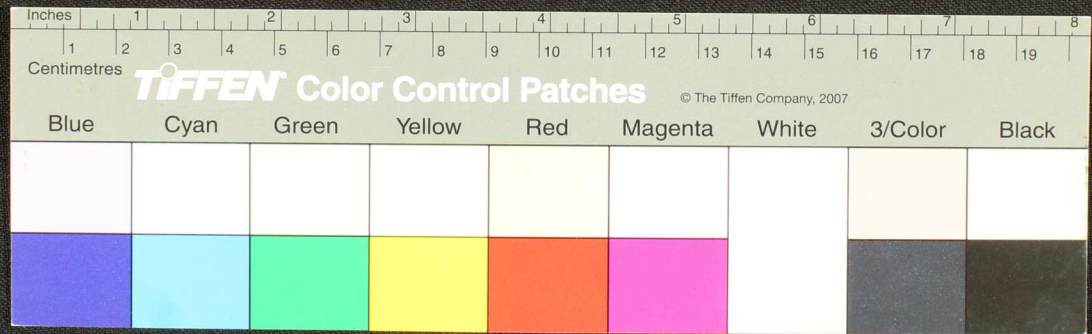 Inches 1 2 3 4 5 6 7 8
1 2 3 4 5 6 7 8 9 10 11 12 13 14 15 16 17 18 19
Centimetres
TIFFEN® Color Control Patches © The Tiffen Company, 2007
Blue Cyan Green Yellow Red Magenta White 3/Color Black